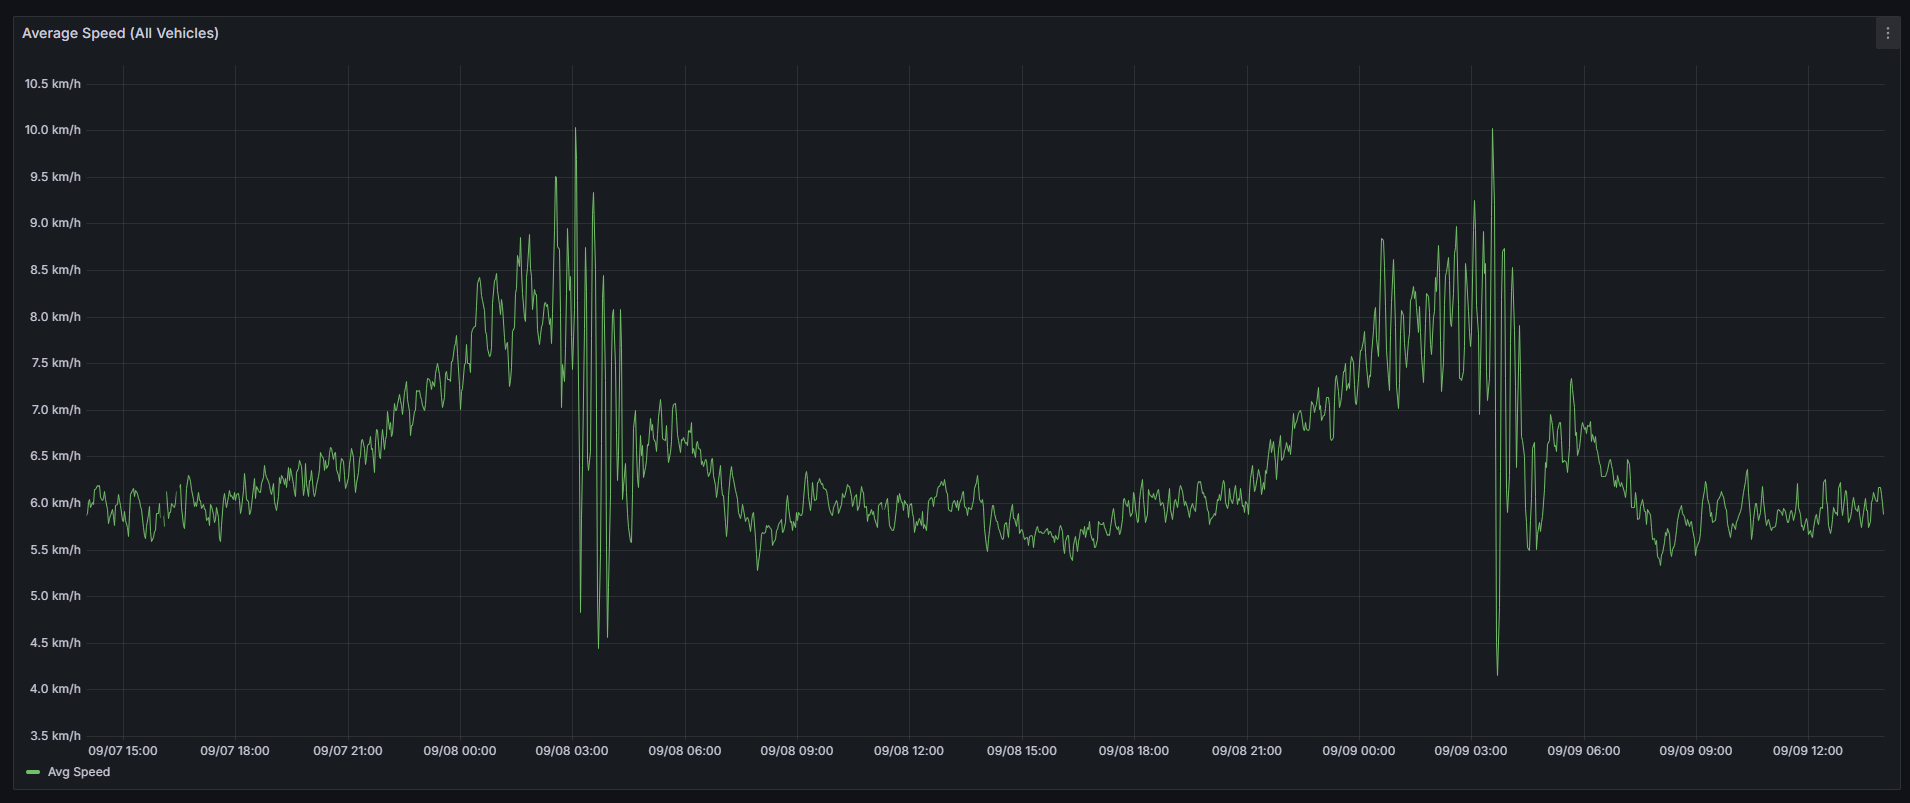 Average Speed (All Vehicles)
10.5 km/h
10.0 km/h
9.5 km/h
9.0 km/h
8.5 km/h
8.0 km/h
7.5 km/h
7.0 km/h
6.5 km/h
6.0 km/h
5.5 km/h
5.0 km/h
4.5 km/h
4.0 km/h
3.5 km/h
09/07 15:00 09/07 18:00 09/07 21:00 09/08 00:00 09/08 03:00 09/08 06:00 09/08 09:00 09/08 12:00 09/08 15:00 09/08 18:00 09/08 21:00 09/09 00:00 09/09 03:00 09/09 06:00 09/09 09:00 09/09 12:00
Avg Speed